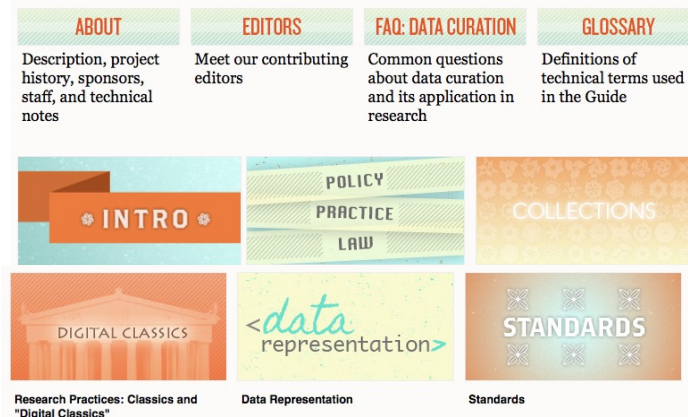 ABOUT
Description, project
history, sponsors,
staff, and technical
notes
EDITORS
Meet our contributing
editors
FAQ: DATA CURATION
Common questions
about data curation
and its application in
research
GLOSSARY
Definitions of
technical terms used
in the Guide
INTRO
POLICY
PRACTICE
LAW
COLLECTIONS
DIGITAL CLASSICS
<data
representation>
STANDARDS
Research Practices: Classics and
"Digital Classics"
Data Representation
Standards